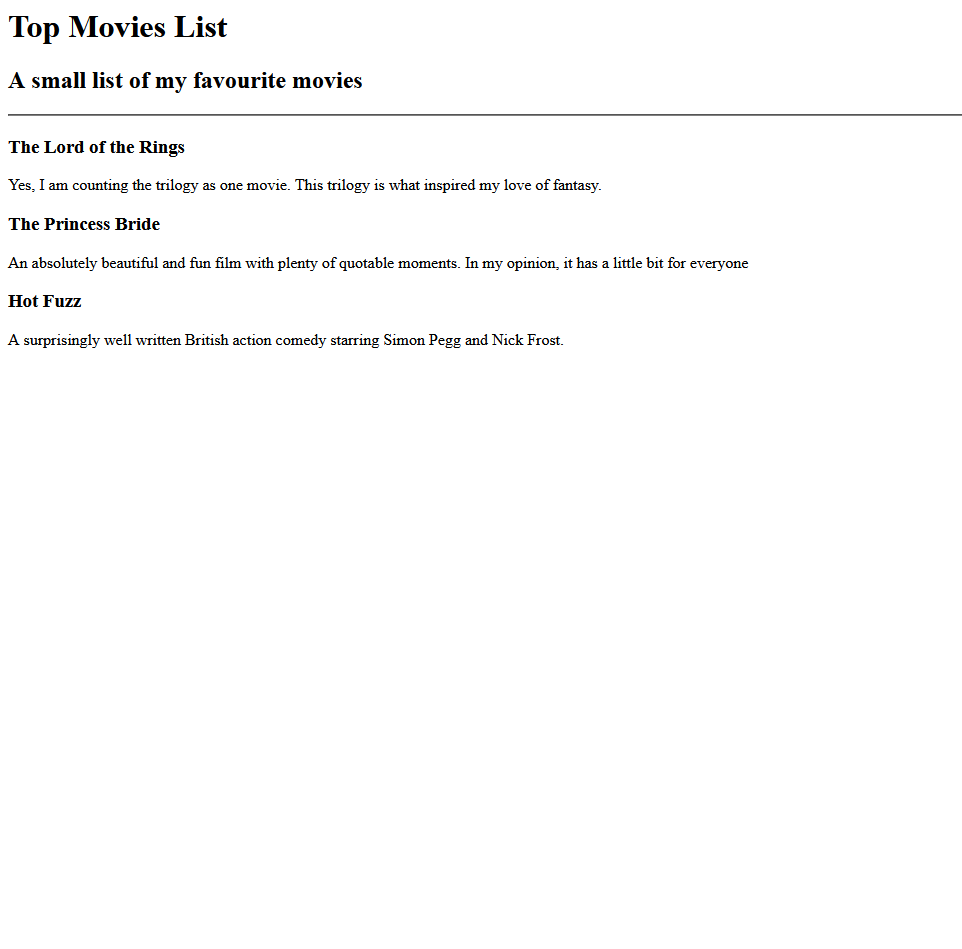 Top Movies List
A small list of my favourite movies
The Lord of the Rings
Yes, I am counting the trilogy as one movie. This trilogy is what inspired my love of fantasy.
The Princess Bride
An absolutely beautiful and fun film with plenty of quotable moments. In my opinion, it has a little bit for everyone
Hot Fuzz
A surprisingly well written British action comedy starring Simon Pegg and Nick Frost.